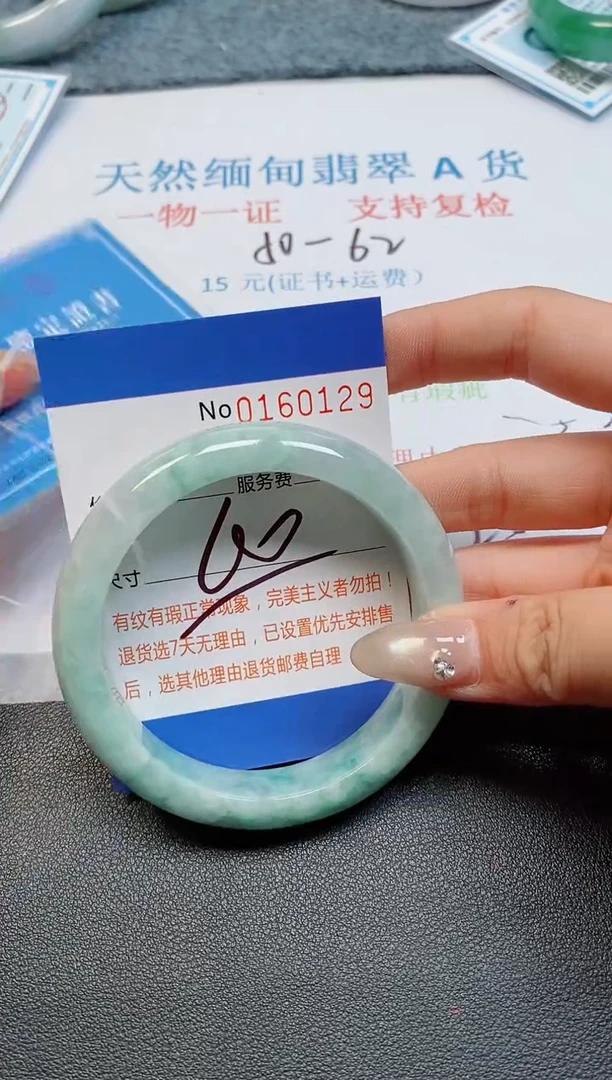 天然缅甸翡翠 A 货
一物一证 支持复检
15 元(证书+运费)
No0160129
服务费
尺寸
有纹有瑕正常现象，完美主义者勿拍！
退货选7天无理由，已设置优先安排售
后，选其他理由退货邮费自理